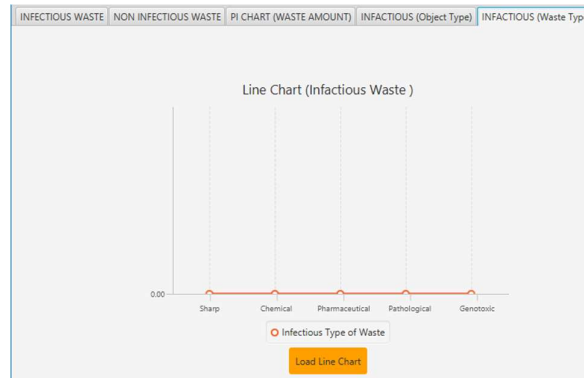 INFECTIOUS WASTE NON INFECTIOUS WASTE PI CHART (WASTE AMOUNT) INFACTIOUS (Object Type) INFACTIOUS (Waste Typ
Line Chart (Infactious Waste )
0.00
Sharp Chemical Pharmaceutical Pathological Genotoxic
Infectious Type of Waste
Load Line Chart